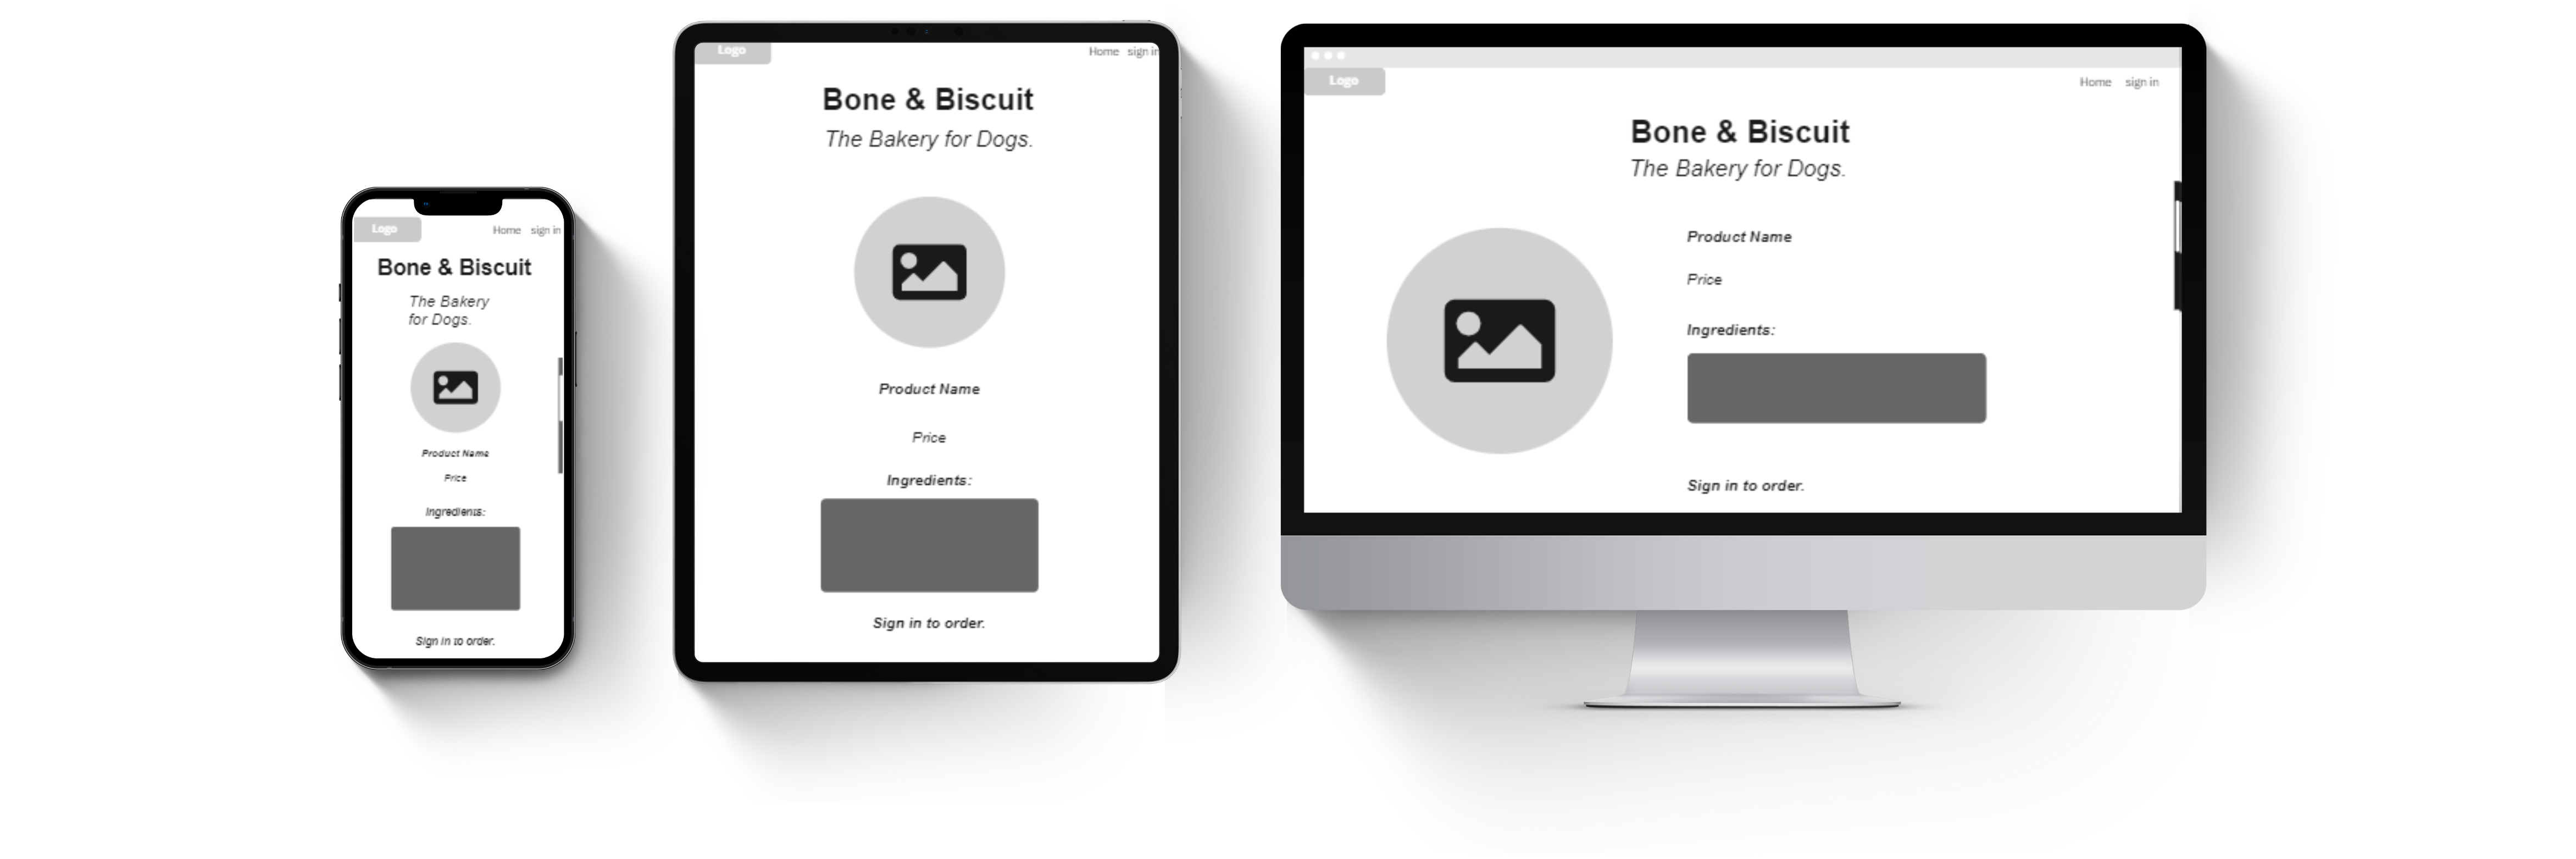 Logo
Home sign in
Bone & Biscuit
The Bakery
for Dogs.
Product Name
Price
Ingredients:
Sign in to order.
Logo
Home sign in
Bone & Biscuit
The Bakery for Dogs.
Product Name
Price
Ingredients:
Sign in to order.
Logo
Home sign in
Bone & Biscuit
The Bakery for Dogs.
Product Name
Price
Ingredients:
Sign in to order.